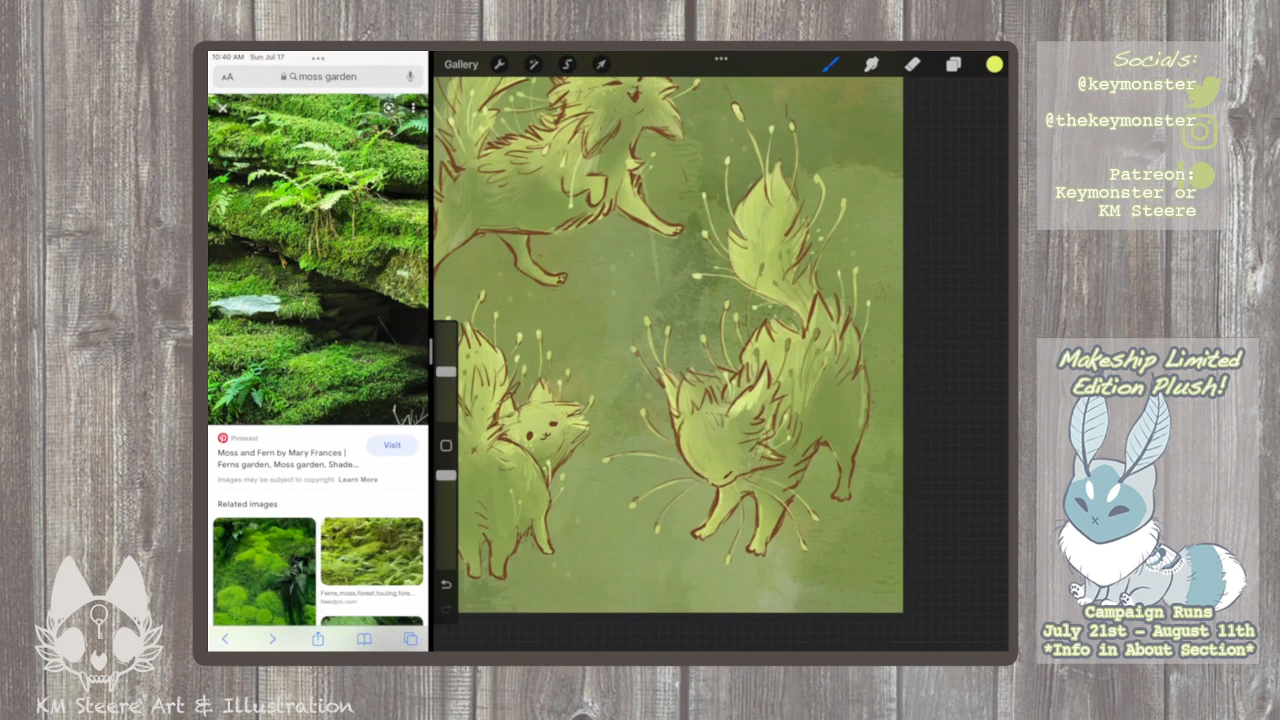 10:40 AM Sun Jul 17
AA
moss garden
Pinterest
Moss and Fern by Mary Frances |
Ferns garden, Moss garden, Shade...
Images may be subject to copyright. Learn More
Visit
Related images
Ferns,moss,forest,fouling,fore...
Needpix.com
Gallery
Socials:
@keymonster
@thekeymonster
Patreon:
Keymonster or
KM Steere
Makeship Limited
Edition Plush!
Campaign Runs
July 21st - August 11th
*Info in About Section*
KM Steere Art & Illustration